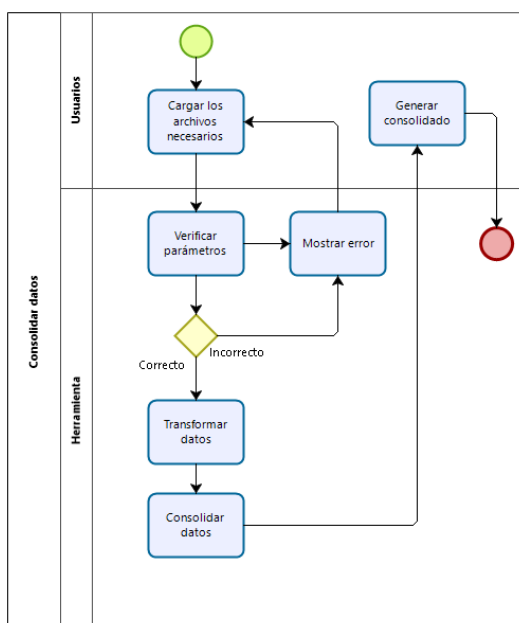 Consolidar datos
Usuarios
Cargar los
archivos
necesarios
Generar
consolidado
Herramienta
Verificar
parámetros
Mostrar error
Incorrecto
Correcto
Transformar
datos
Consolidar
datos